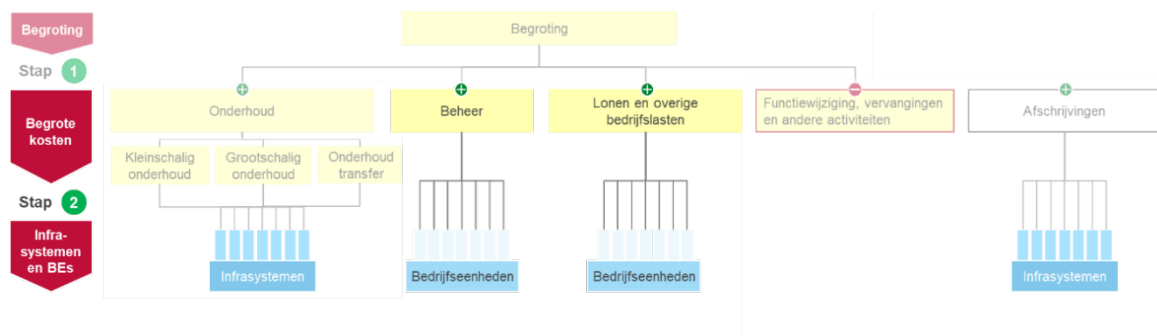 Begroting
Begroting
Stap 1
Begrote
kosten
Onderhoud
Beheer
Lonen en overige
bedrijfslasten
Functiewijziging, vervangingen
en andere activiteiten
Afschrijvingen
Kleinschalig
onderhoud
Grootschalig
onderhoud
Onderhoud
transfer
Stap 2
Infra-
systemen
en BEs
Infrasystemen
Bedrijfseenheden
Bedrijfseenheden
Infrasystemen